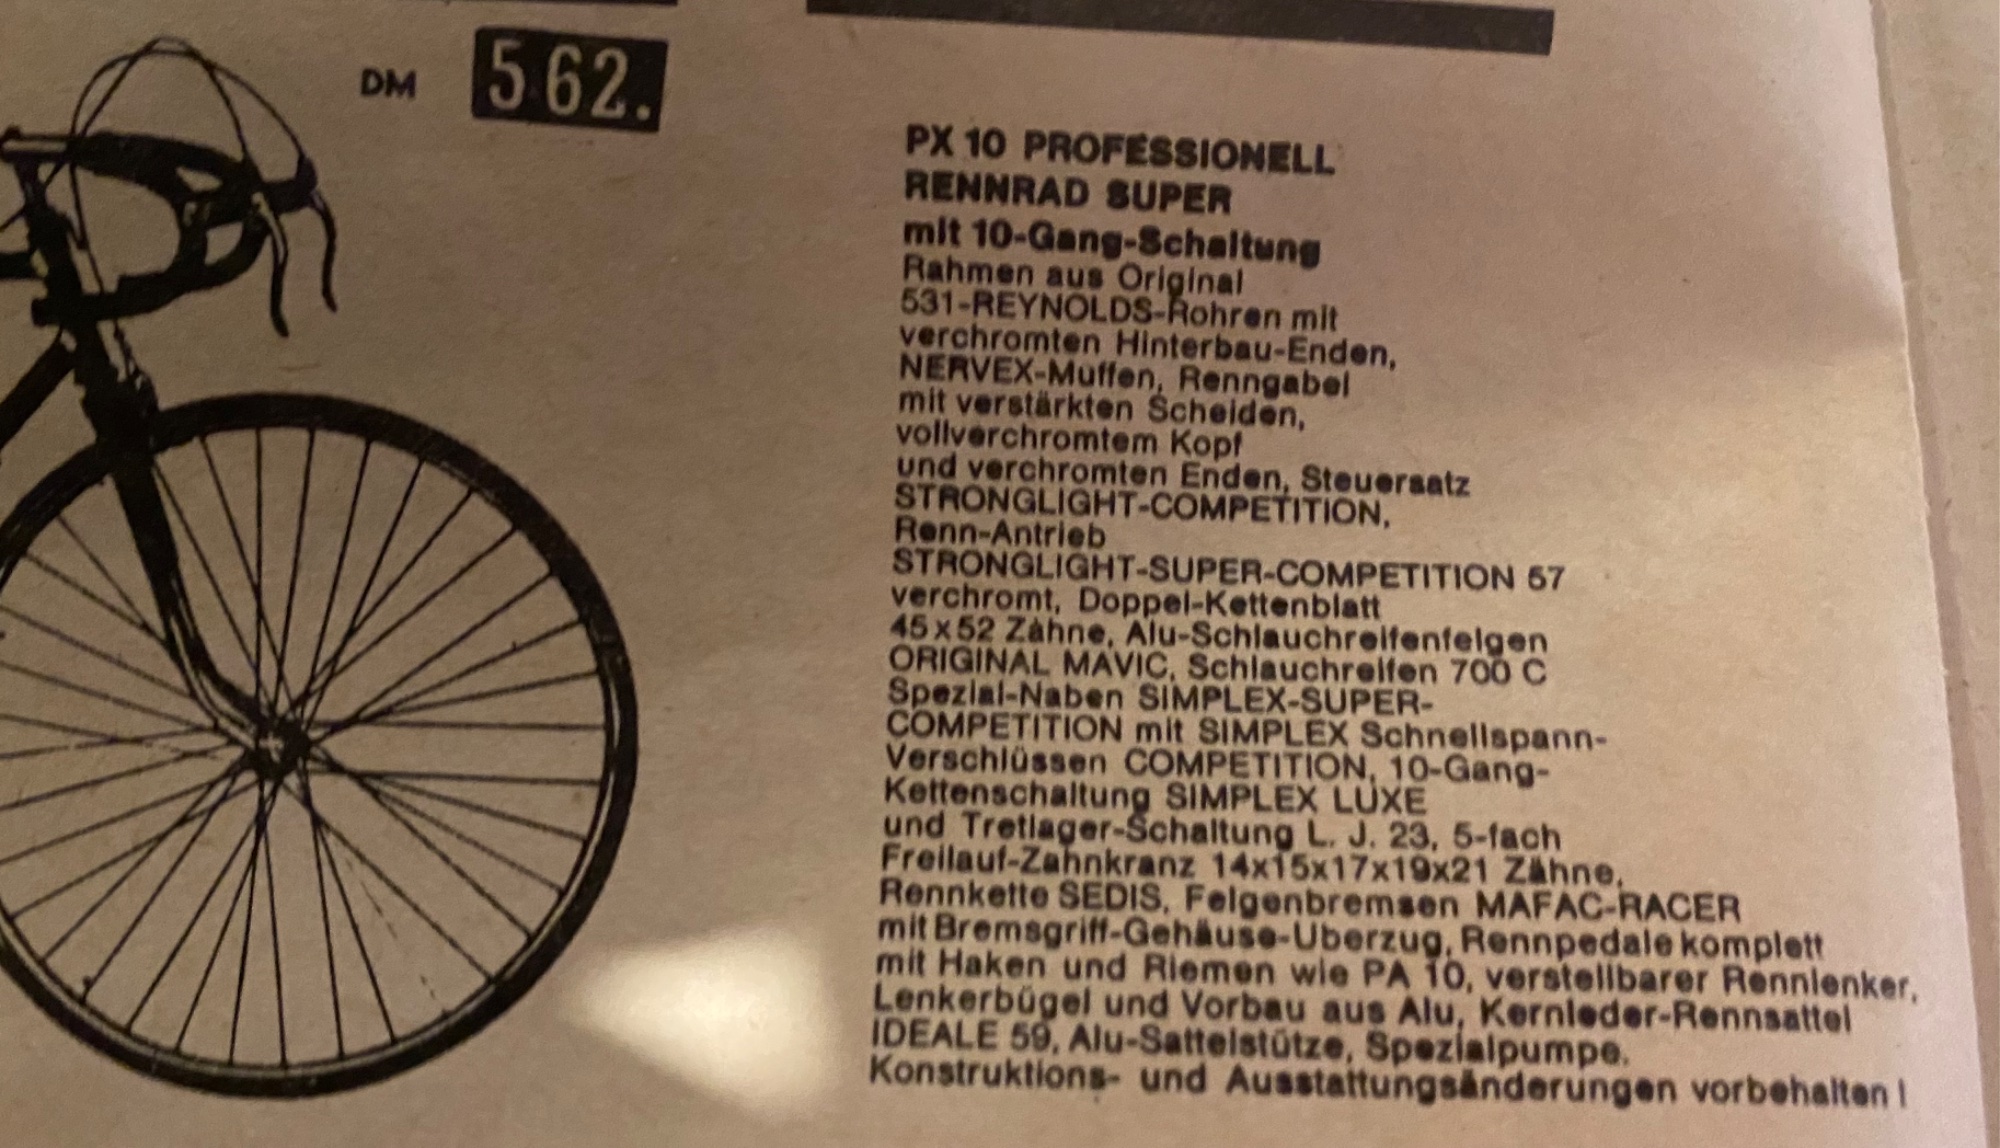 DM 562.
PX 10 PROFESSIONELL
RENNRAD SUPER
mit 10-Gang-Schaltung
Rahmen aus Original
531-REYNOLDS-Rohren mit
verchromten Hinterbau-Enden,
NERVEX-Muffen, Renngabel
mit verstärkten Scheiden,
vollverchromtem Kopf
und verchromten Enden, Steuersatz
STRONGLIGHT-COMPETITION,
Renn-Antrieb
STRONGLIGHT-SUPER-COMPETITION 57
verchromt, Doppel-Kettenblatt
45x52 Zähne, Alu-Schlauchreifenfelgen
ORIGINAL MAVIC, Schlauchreifen 700 C
Spezial-Naben SIMPLEX-SUPER-
COMPETITION mit SIMPLEX Schnellspann-
Verschlüssen COMPETITION, 10-Gang-
Kettenschaltung SIMPLEX LUXE
und Tretlager-Schaltung L. J. 23, 5-fach
Freilauf-Zahnkranz 14x15x17x19x21 Zähne,
Rennkette SEDIS, Felgenbremsen MAFAC-RACER
mit Bremsgriff-Gehäuse-Uberzug, Rennpedale komplett
mit Haken und Riemen wie PA 10, verstellbarer Rennlenker,
Lenkerbügel und Vorbau aus Alu, Kernleder-Rennsattel
IDEALE 59, Alu-Sattelstütze, Spezialpumpe.
Konstruktions- und Ausstattungsänderungen vorbehalten!